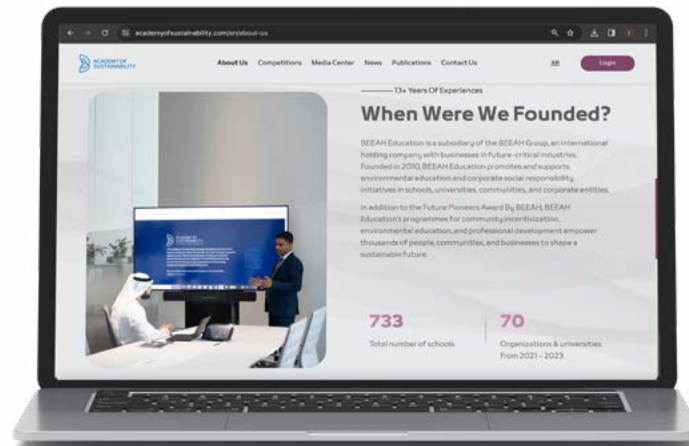 academyofsustainability.com/en/about-us
ACADEMY OF
SUSTAINABILITY
About Us Competitions Media Center News Publications Contact Us AR Login
13+ Years Of Experiences
When Were We Founded?
BEEAH Education is a subsidiary of the BEEAH Group, an international
holding company with businesses in future-critical industries.
Founded in 2010, BEEAH Education promotes and supports
environmental education and corporate social responsibility
initiatives in schools, universities, communities, and corporate entities.
In addition to the Future Pioneers Award By BEEAH, BEEAH
Education's programmes for community incentivization,
environmental education, and professional development empower
thousands of people, communities, and businesses to shape a
sustainable future.
ACADEMY OF
SUSTAINABILITY
733
Total number of schools
70
Organizations & universities
from 2021 - 2023